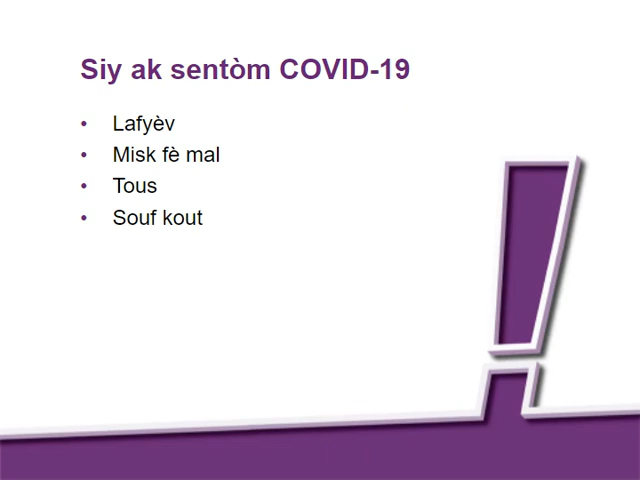 Siy ak sentòm COVID-19
• Lafyèv
• Misk fè mal
• Tous
• Souf kout